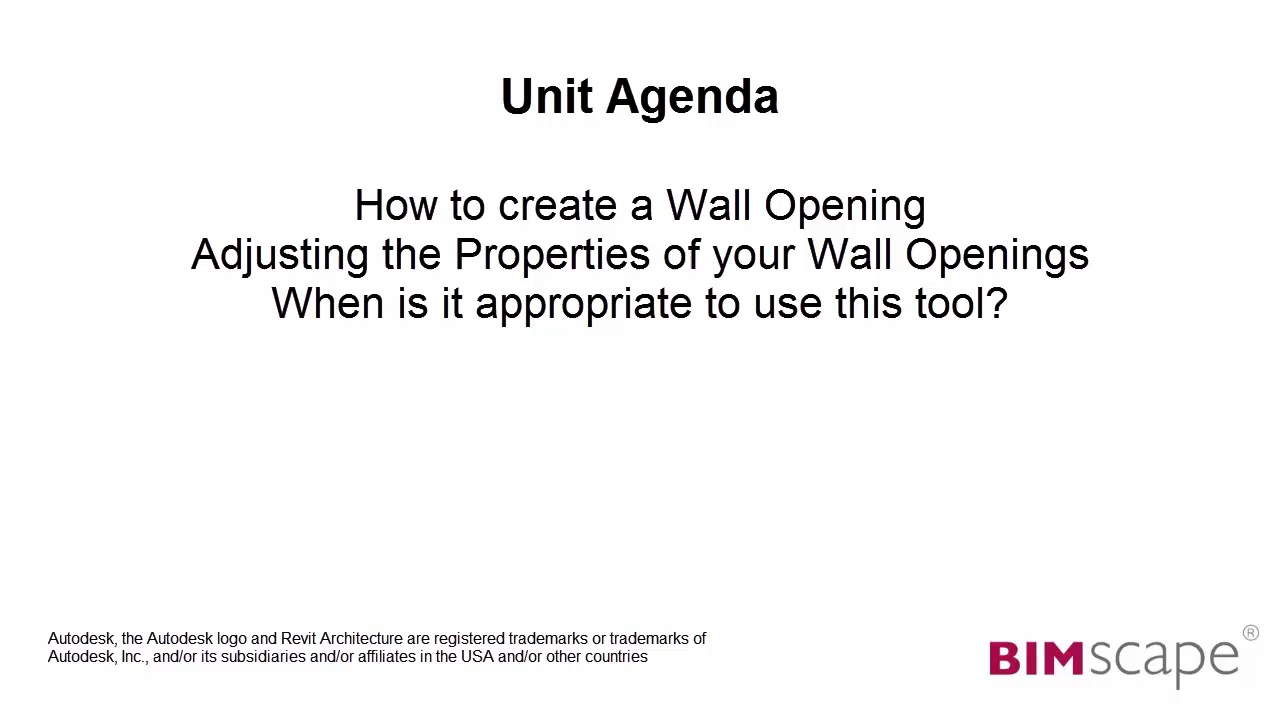 Unit Agenda
How to create a Wall Opening
Adjusting the Properties of your Wall Openings
When is it appropriate to use this tool?
Autodesk, the Autodesk logo and Revit Architecture are registered trademarks or trademarks of
Autodesk, Inc., and/or its subsidiaries and/or affiliates in the USA and/or other countries
BIMscape®